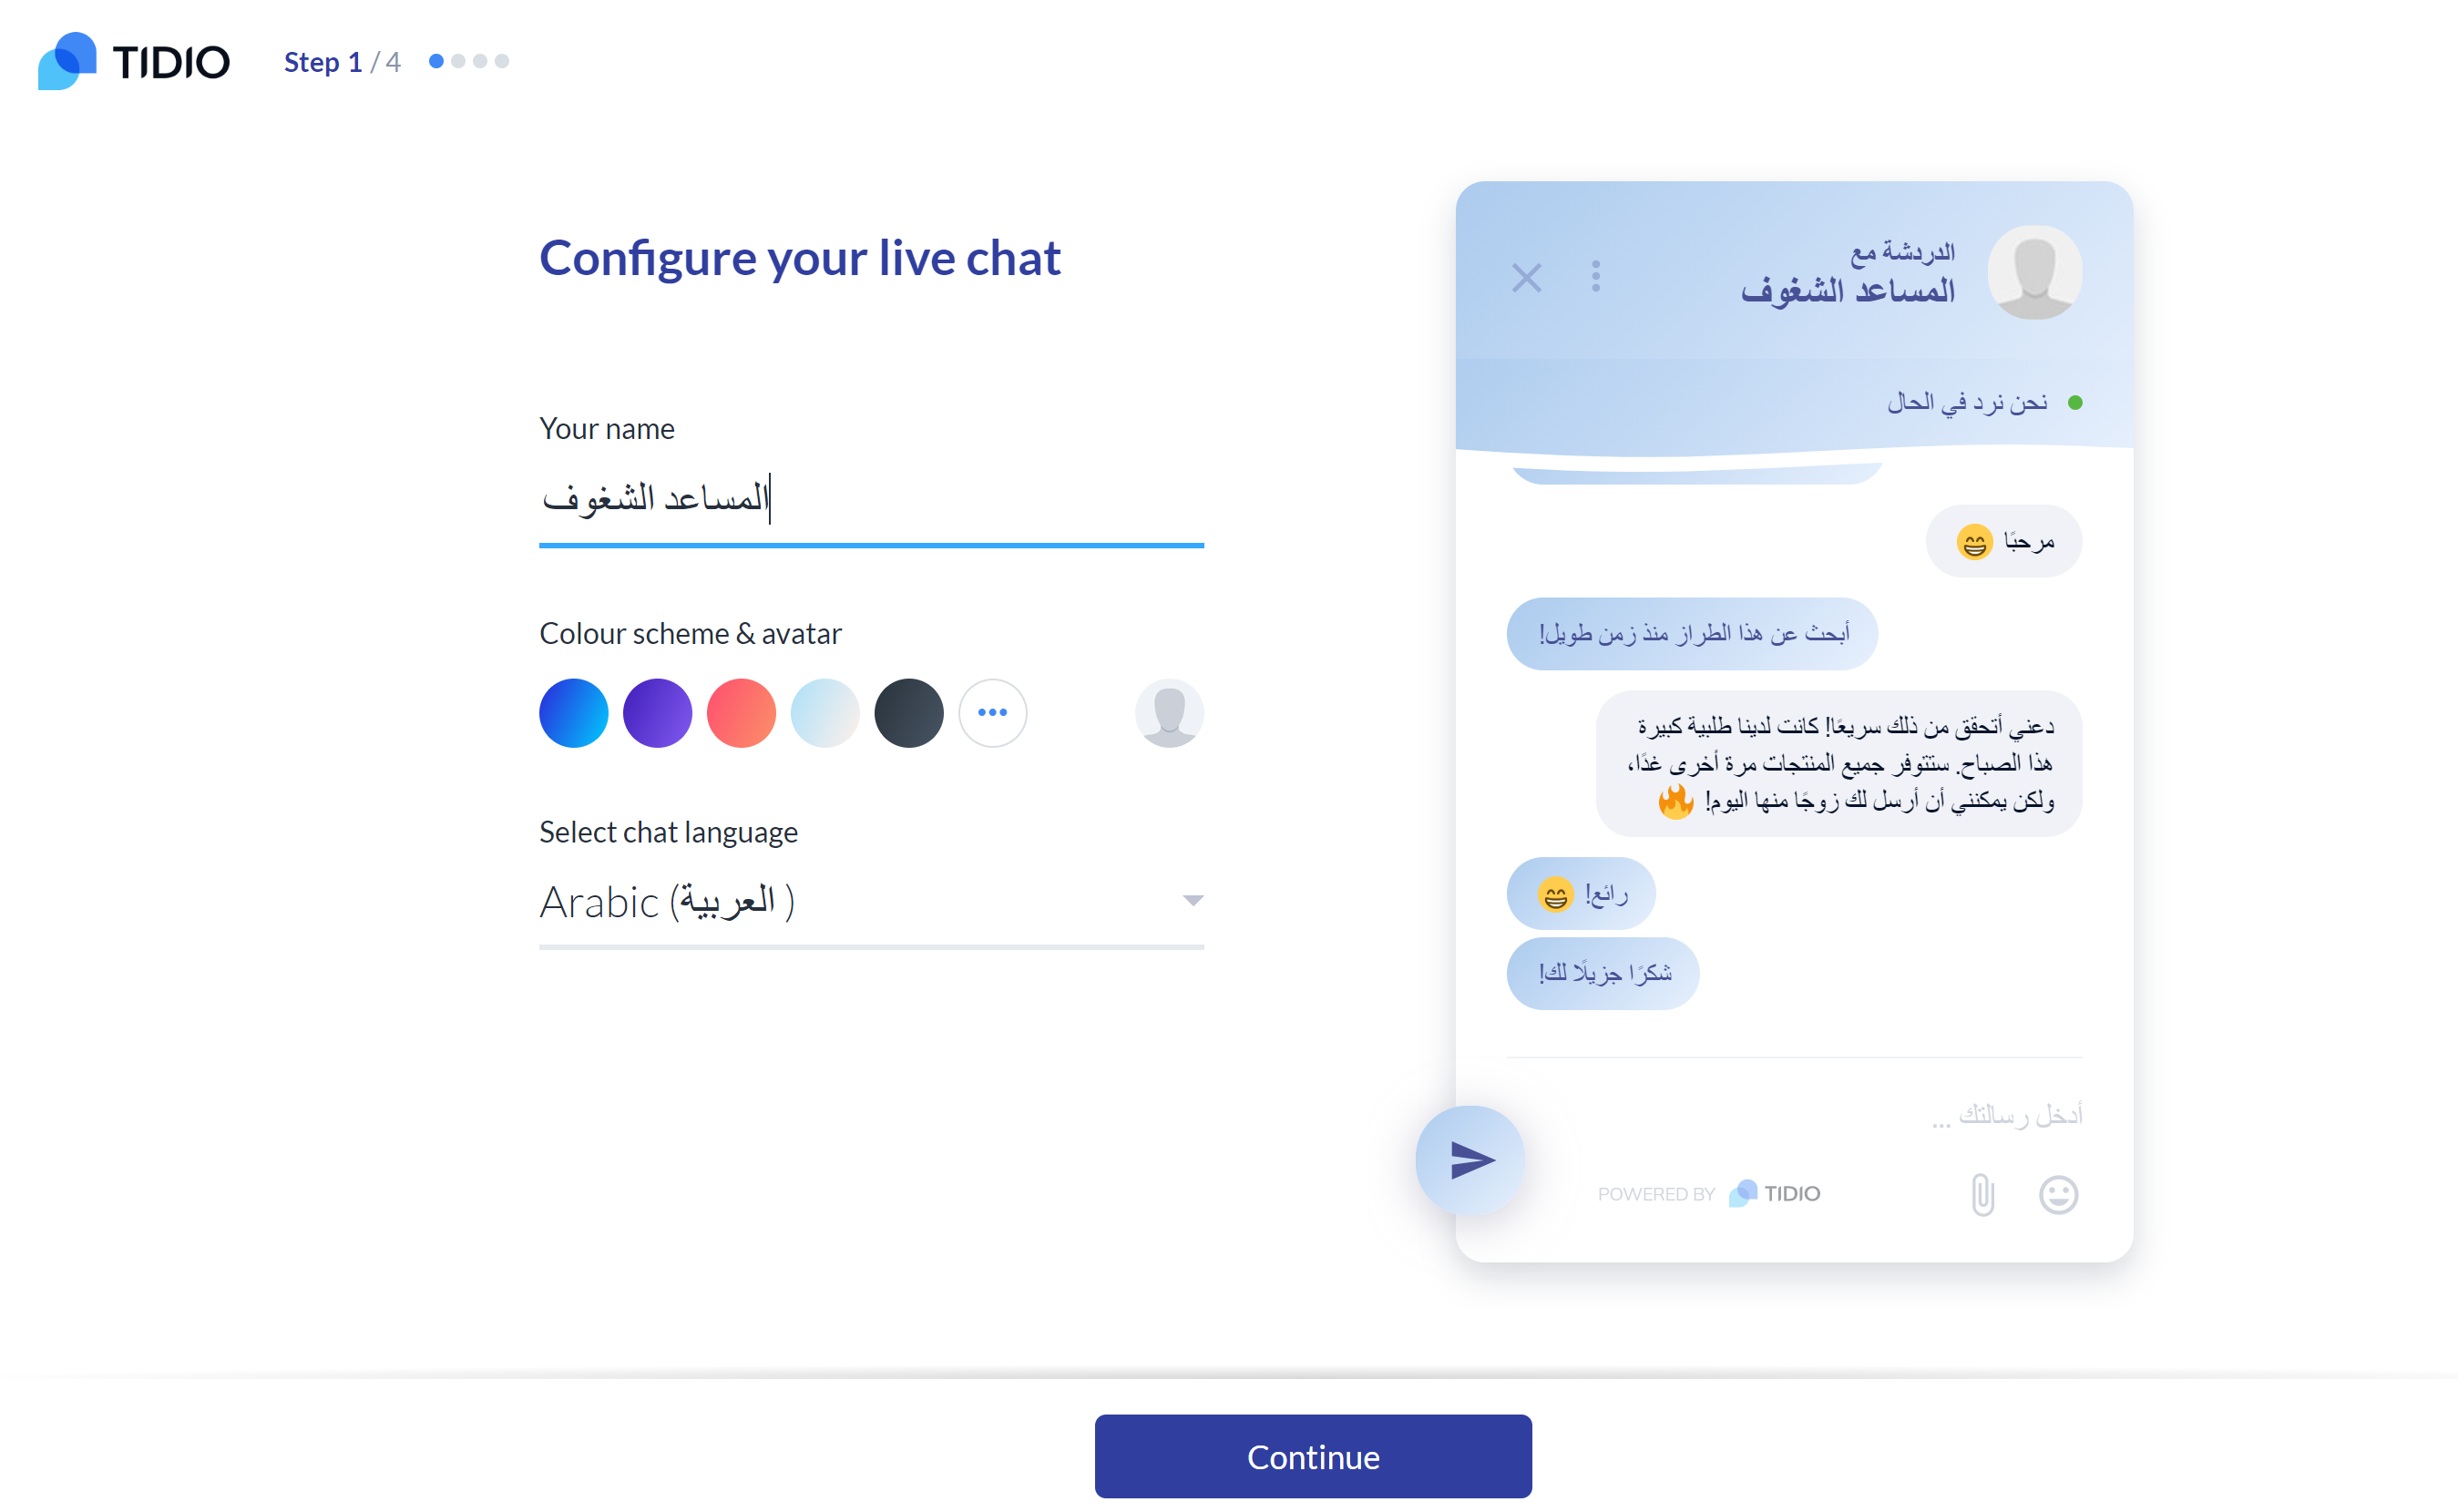 TIDIO
Step 1 / 4
Configure your live chat
Your name
المساعد الشغوف
Colour scheme & avatar
Select chat language
Arabic (العربية )
الدردشة مع
المساعد الشغوف
نحن نرد في الحال
مرحبًا 😁
أبحث عن هذا الطراز منذ زمن طويل!
دعني أتحقق من ذلك سريعًا! كانت لدينا طلبية كبيرة
هذا الصباح. ستتوفر جميع المنتجات مرة أخرى غدًا،
ولكن يمكنني أن أرسل لك زوجًا منها اليوم! 🔥
رائع! 😁
شكرًا جزيلًا لك!
أدخل رسالتك ...
POWERED BY TIDIO
Continue